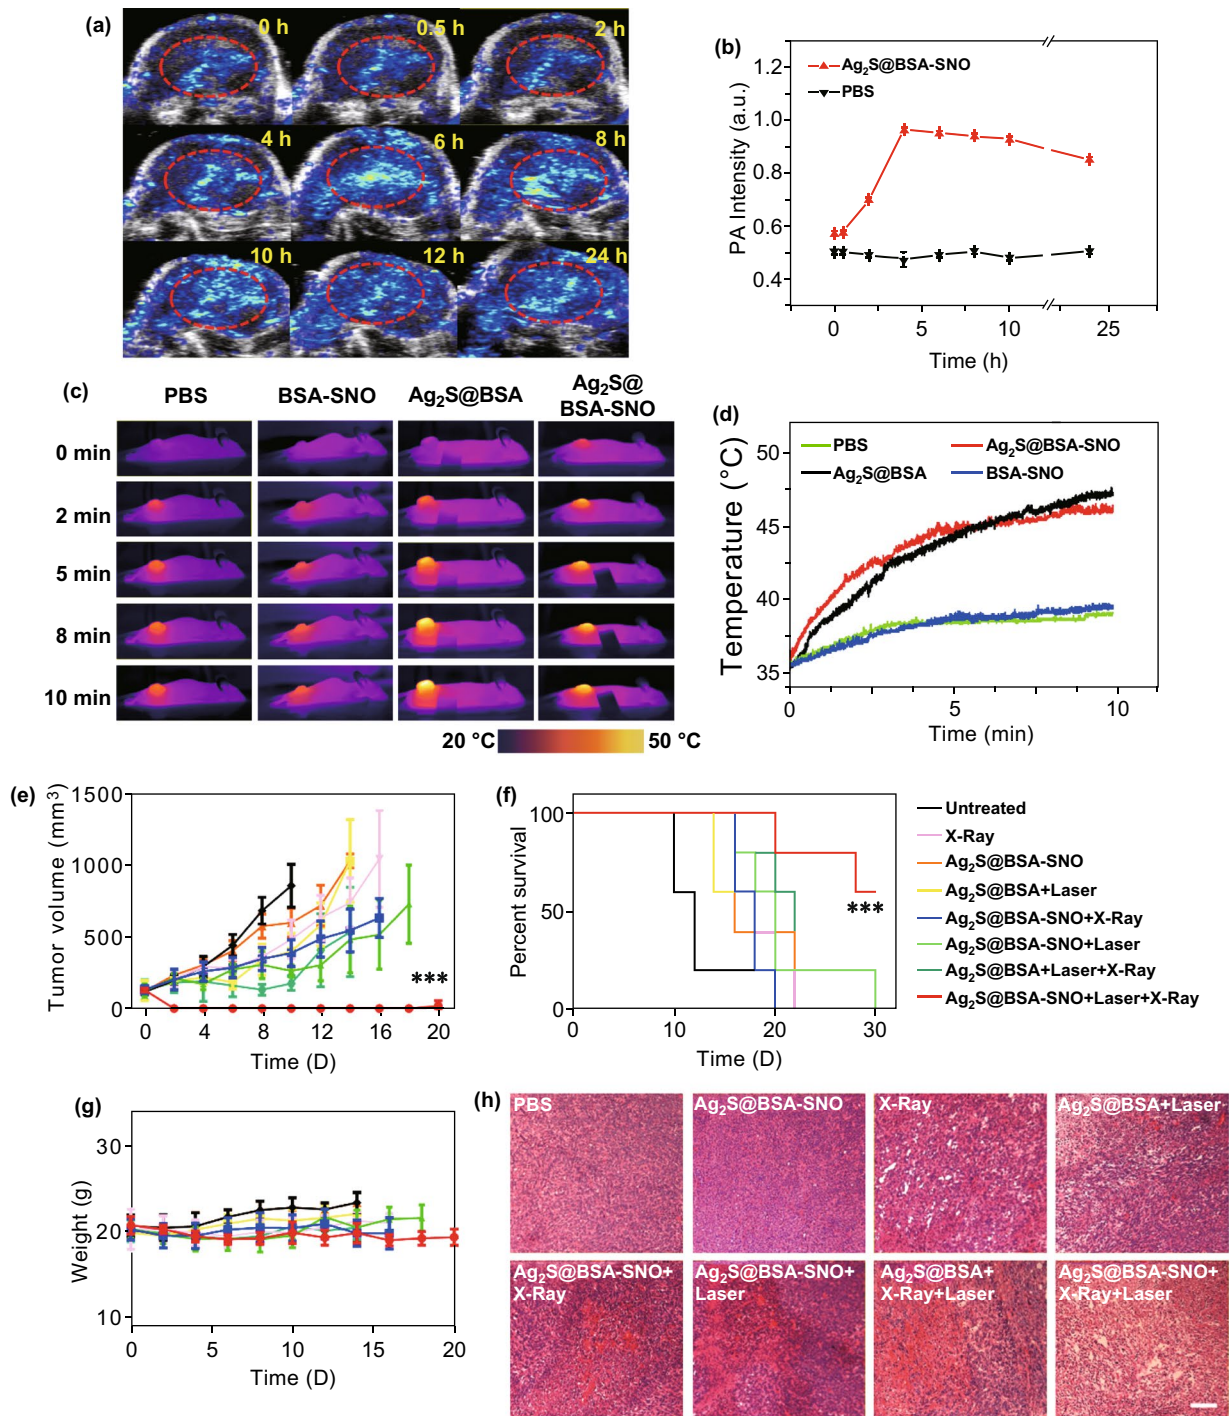 (a)
0 h
0.5 h
2 h
4 h
6 h
8 h
10 h
12 h
24 h
(b)
Ag₂S@BSA-SNO
PBS
PA Intensity (a.u.)
1.2
1.0
0.8
0.6
0.4
0
5
10
25
Time (h)
(c)
PBS
BSA-SNO
Ag₂S@BSA
Ag₂S@
BSA-SNO
0 min
2 min
5 min
8 min
10 min
20 °C
50 °C
(d)
PBS
Ag₂S@BSA-SNO
Ag₂S@BSA
BSA-SNO
Temperature (°C)
50
45
40
35
0
5
10
Time (min)
(e)
Tumor volume (mm³)
1500
1000
500
0
***
0
4
8
12
16
20
Time (D)
(f)
Percent survival
100
50
0
***
0
10
20
30
Time (D)
Untreated
X-Ray
Ag₂S@BSA-SNO
Ag₂S@BSA+Laser
Ag₂S@BSA-SNO+X-Ray
Ag₂S@BSA-SNO+Laser
Ag₂S@BSA+Laser+X-Ray
Ag₂S@BSA-SNO+Laser+X-Ray
(g)
Weight (g)
30
20
10
0
5
10
15
20
Time (D)
(h)
PBS
Ag₂S@BSA-SNO
X-Ray
Ag₂S@BSA+Laser
Ag₂S@BSA-SNO+
X-Ray
Ag₂S@BSA-SNO+
Laser
Ag₂S@BSA+
X-Ray+Laser
Ag₂S@BSA-SNO+
X-Ray+Laser